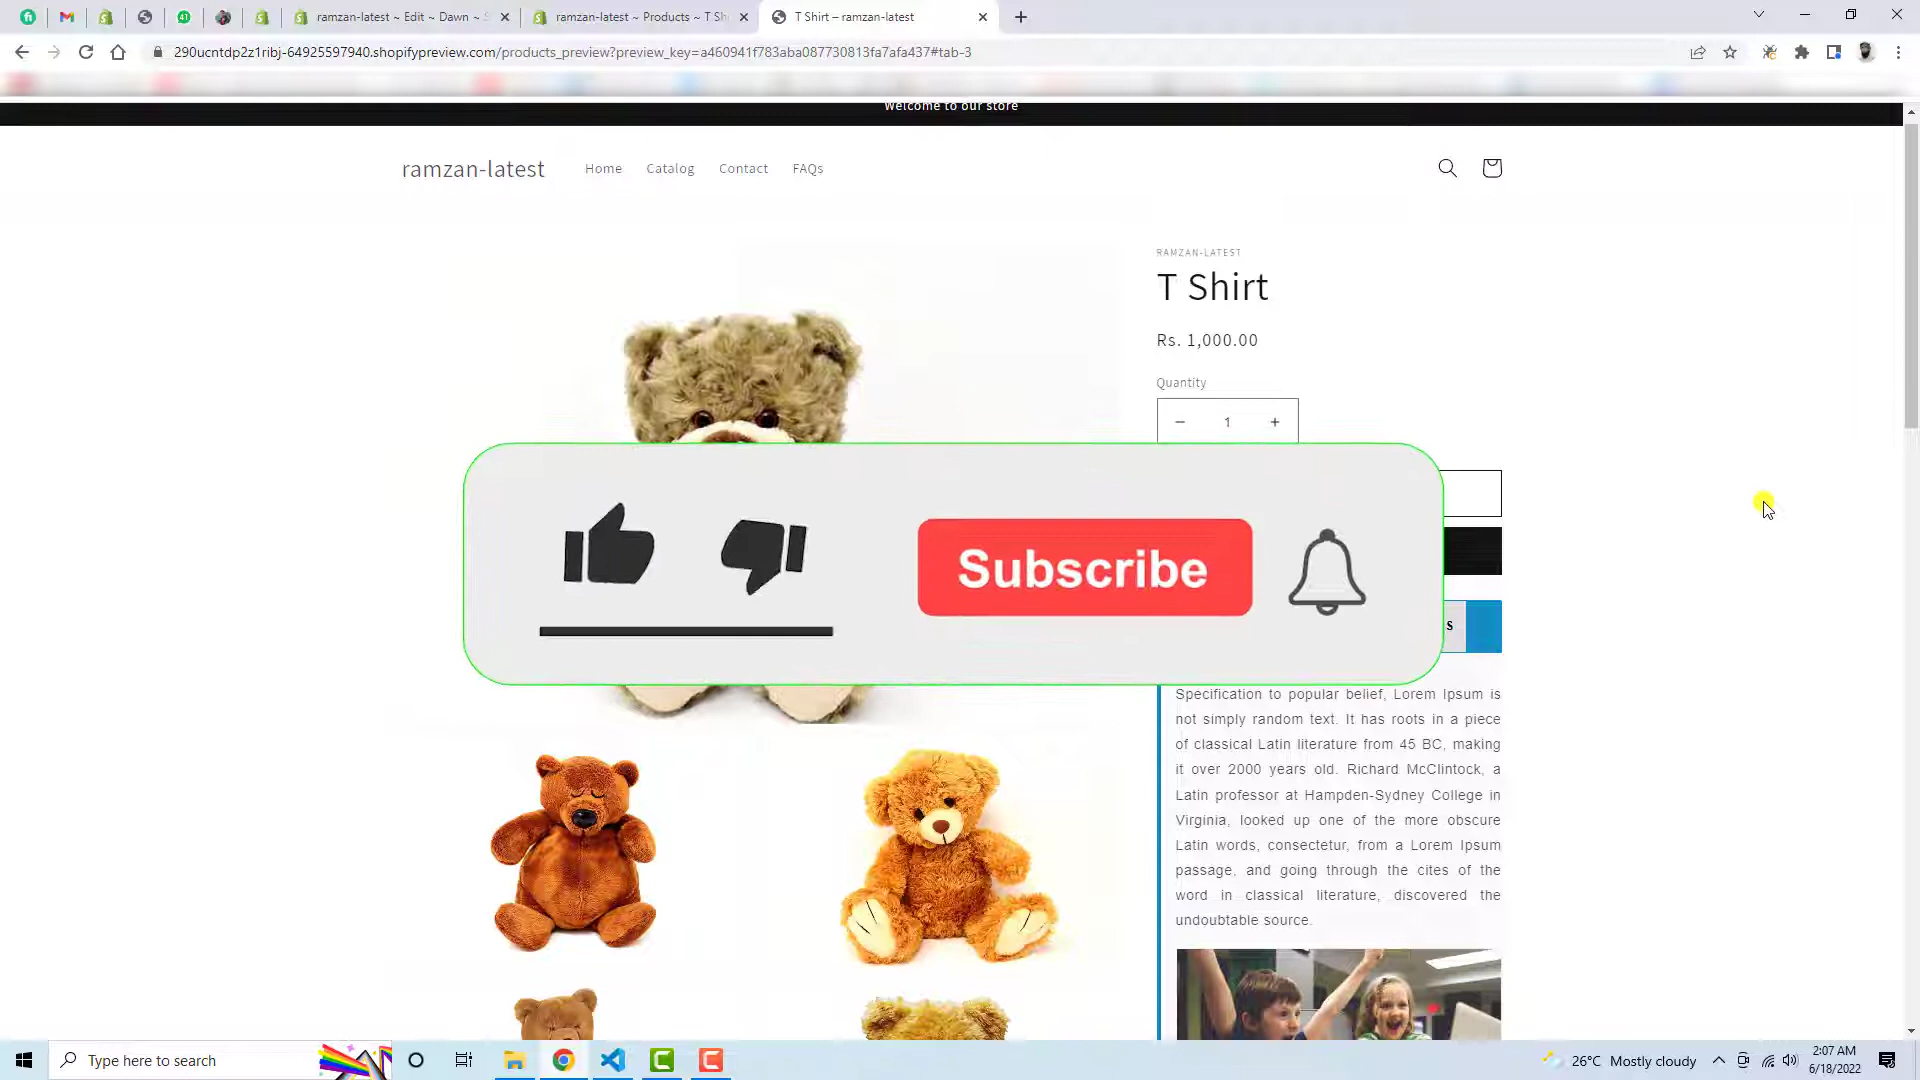 41
ramzan-latest ~ Edit ~ Dawn ~ S
ramzan-latest ~ Products ~ T Sh
T Shirt – ramzan-latest
290ucntdp2z1ribj-64925597940.shopifypreview.com/products_preview?preview_key=a460941f783aba087730813fa7afa437#tab-3
Welcome to our store
ramzan-latest
Home
Catalog
Contact
FAQs
RAMZAN-LATEST
T Shirt
Rs. 1,000.00
Quantity
− 1 +
Subscribe
s
Specification to popular belief, Lorem Ipsum is
not simply random text. It has roots in a piece
of classical Latin literature from 45 BC, making
it over 2000 years old. Richard McClintock, a
Latin professor at Hampden-Sydney College in
Virginia, looked up one of the more obscure
Latin words, consectetur, from a Lorem Ipsum
passage, and going through the cites of the
word in classical literature, discovered the
undoubtable source.
Type here to search
26°C Mostly cloudy
2:07 AM
6/18/2022